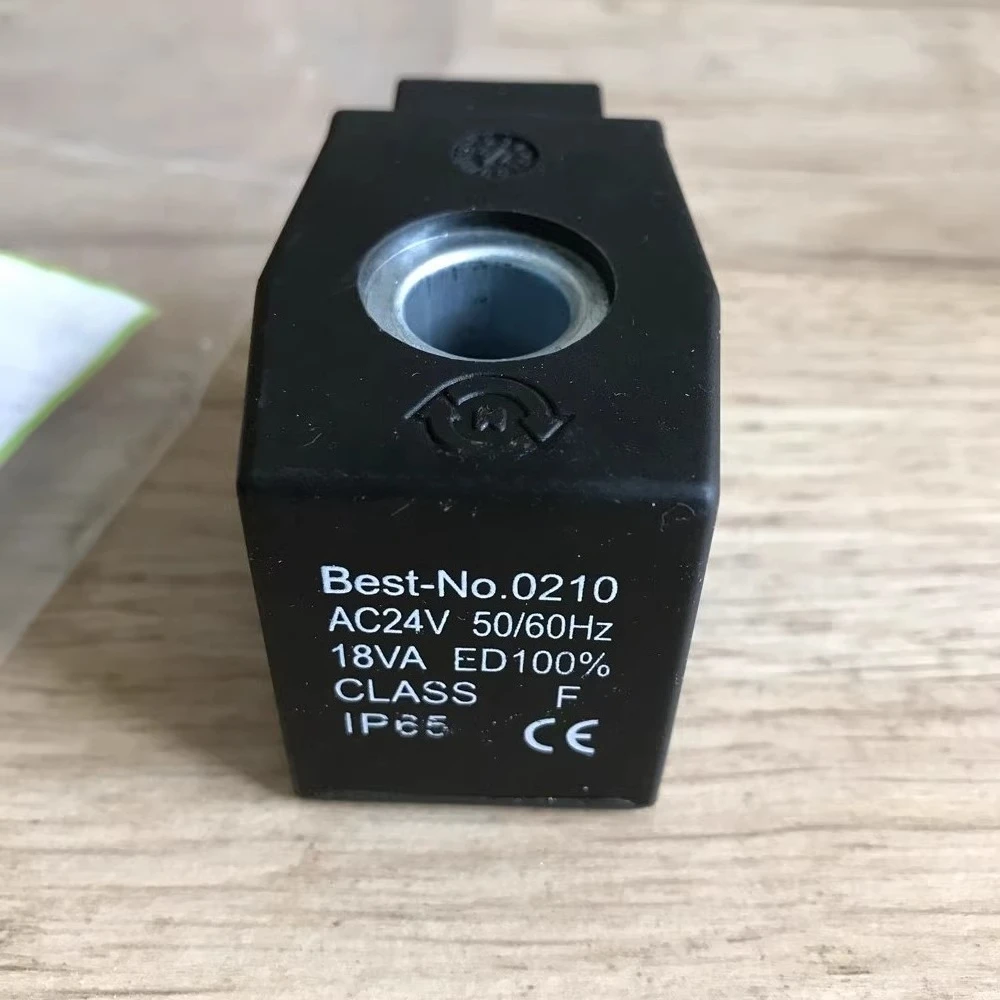 M
Best-No.0210
AC24V 50/60Hz
18VA ED100%
CLASS F
IP65 CE